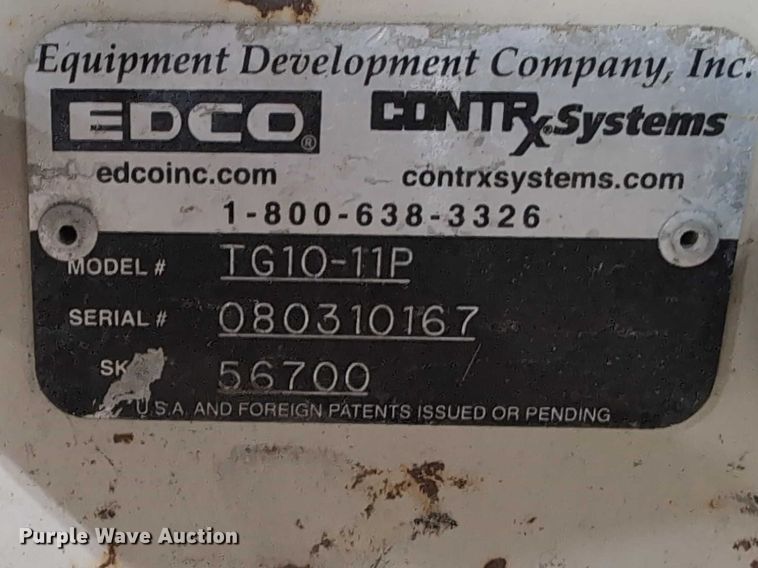 Equipment Development Company, Inc.
EDCO® CONTRx® Systems
edcoinc.com contrxsystems.com
1-800-638-3326
MODEL # TG10-11P
SERIAL # 080310167
56700
U.S.A. AND FOREIGN PATENTS ISSUED OR PENDING
Purple Wave Auction